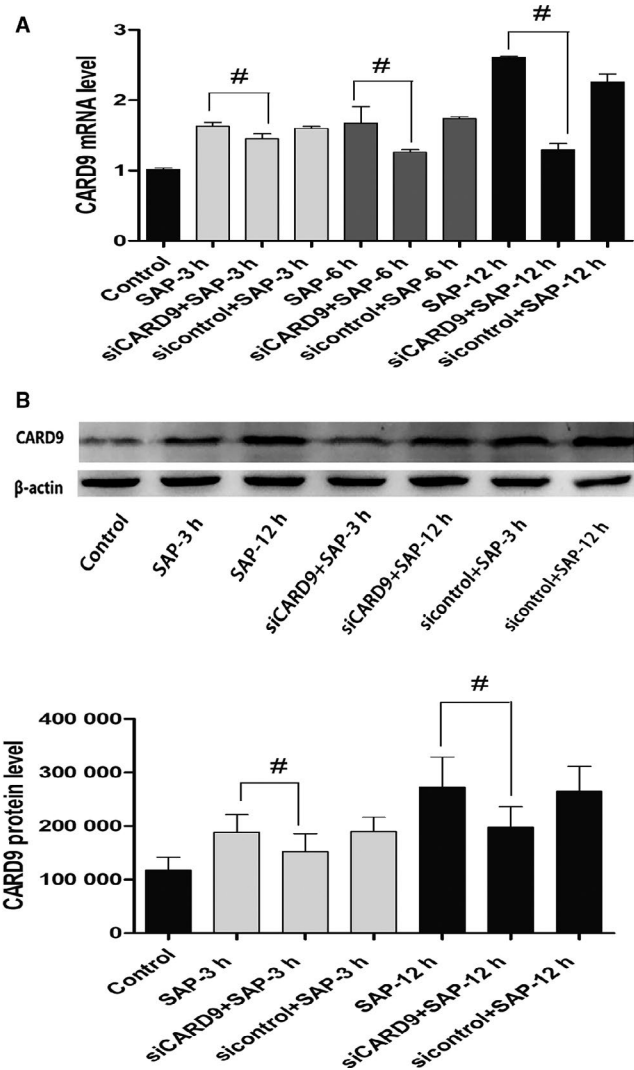 A
CARD9 mRNA level
3
2
1
0
#
#
#
Control
SAP-3 h
siCARD9+SAP-3 h
sicontrol+SAP-3 h
SAP-6 h
siCARD9+SAP-6 h
sicontrol+SAP-6 h
SAP-12 h
siCARD9+SAP-12 h
sicontrol+SAP-12 h
B
CARD9
β-actin
Control
SAP-3 h
SAP-12 h
siCARD9+SAP-3 h
siCARD9+SAP-12 h
sicontrol+SAP-3 h
sicontrol+SAP-12 h
CARD9 protein level
400 000
300 000
200 000
100 000
0
#
#
Control
SAP-3 h
siCARD9+SAP-3 h
sicontrol+SAP-3 h
SAP-12 h
siCARD9+SAP-12 h
sicontrol+SAP-12 h